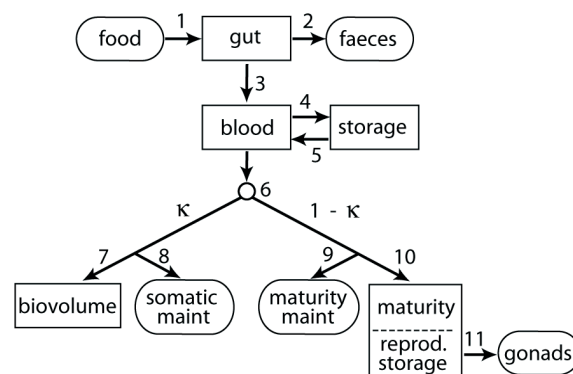 1
2
food
gut
faeces
3
4
blood
storage
5
6
κ
1 - κ
7
8
9
10
biovolume
somatic
maint
maturity
maint
maturity
reprod.
storage
11
gonads